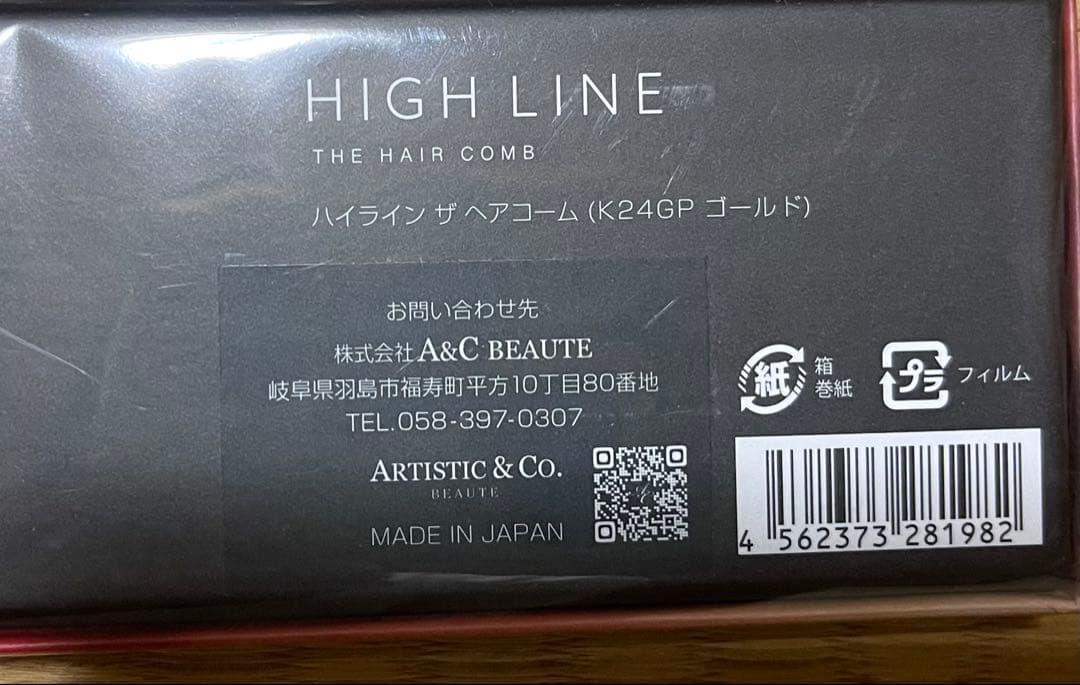 HIGH LINE
THE HAIR COMB
ハイライン ザ ヘアコーム (K24GP ゴールド)
お問い合わせ先
株式会社 A&C BEAUTE
岐阜県羽島市福寿町平方10丁目80番地
TEL.058-397-0307
ARTISTIC & CO.
BEAUTE
MADE IN JAPAN
紙 箱 巻紙
プラ フィルム
4 562373 281982